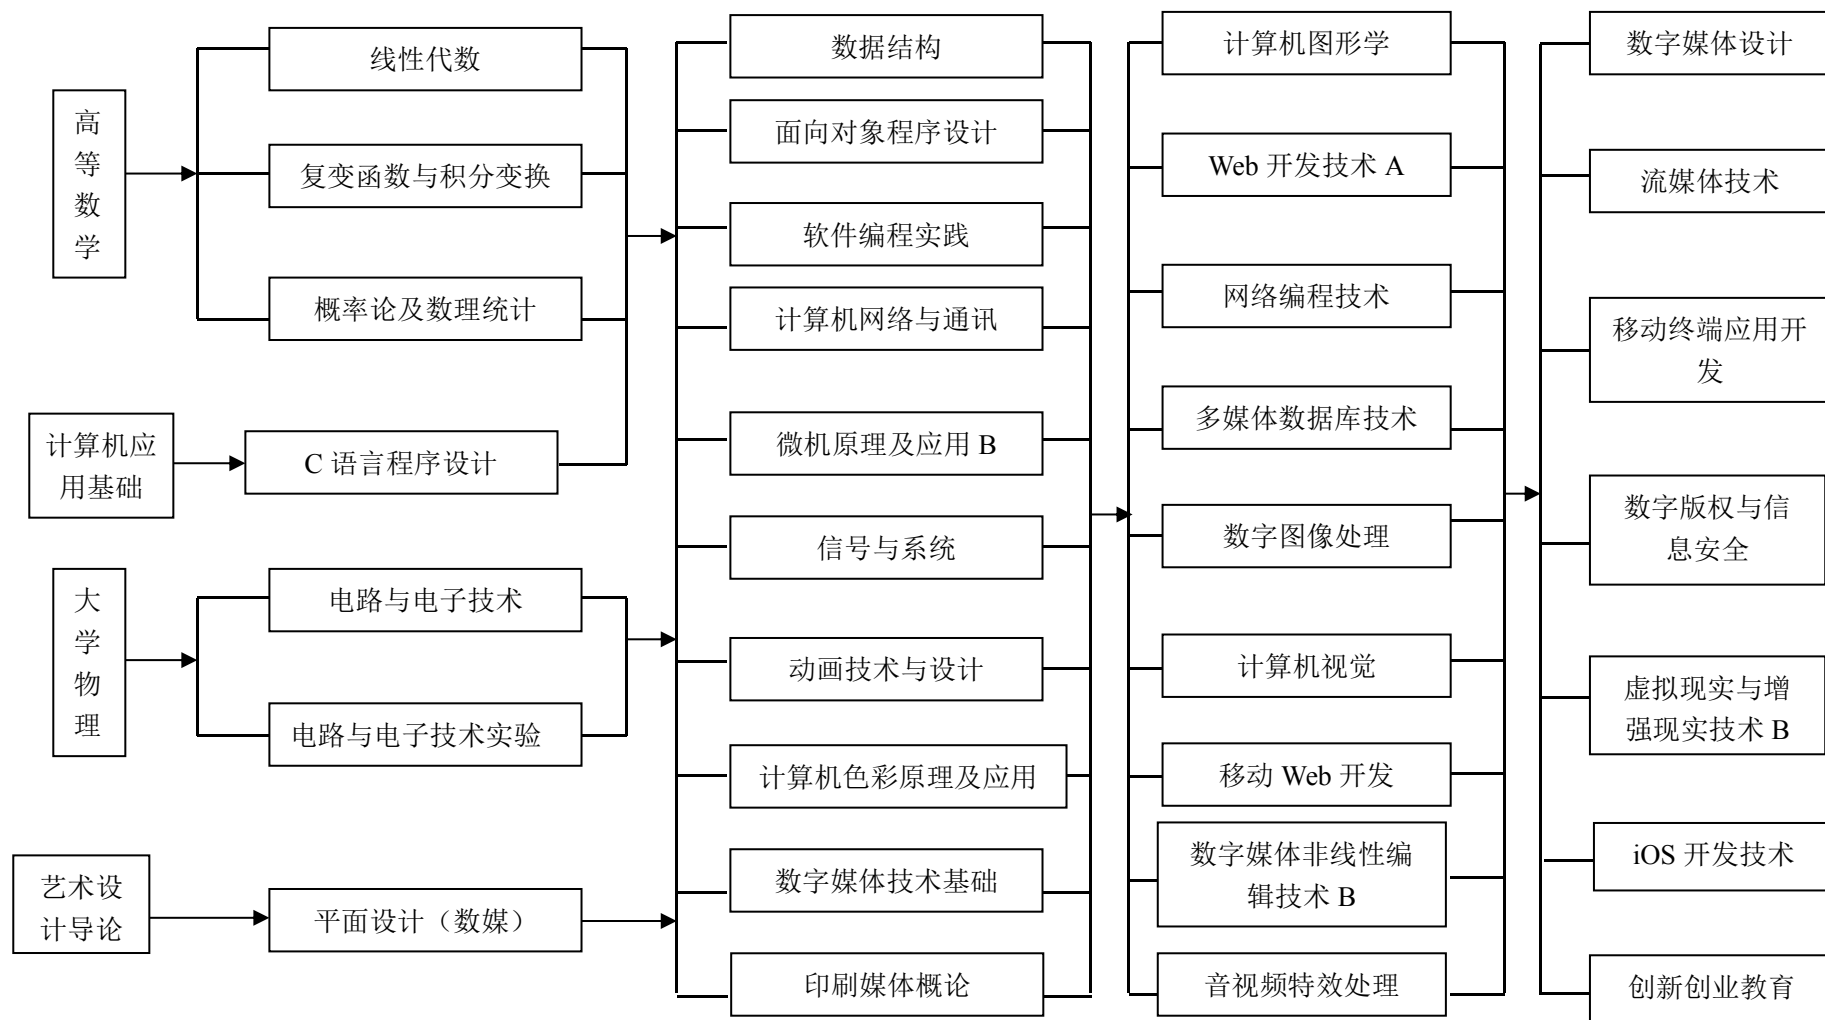 高
等
数
学
计算机应
用基础
大
学
物
理
艺术设
计导论
线性代数
复变函数与积分变换
概率论及数理统计
C 语言程序设计
电路与电子技术
电路与电子技术实验
平面设计（数媒）
数据结构
面向对象程序设计
软件编程实践
计算机网络与通讯
微机原理及应用 B
信号与系统
动画技术与设计
计算机色彩原理及应用
数字媒体技术基础
印刷媒体概论
计算机图形学
Web 开发技术 A
网络编程技术
多媒体数据库技术
数字图像处理
计算机视觉
移动 Web 开发
数字媒体非线性编
辑技术 B
音视频特效处理
数字媒体设计
流媒体技术
移动终端应用开
发
数字版权与信
息安全
虚拟现实与增
强现实技术 B
iOS 开发技术
创新创业教育